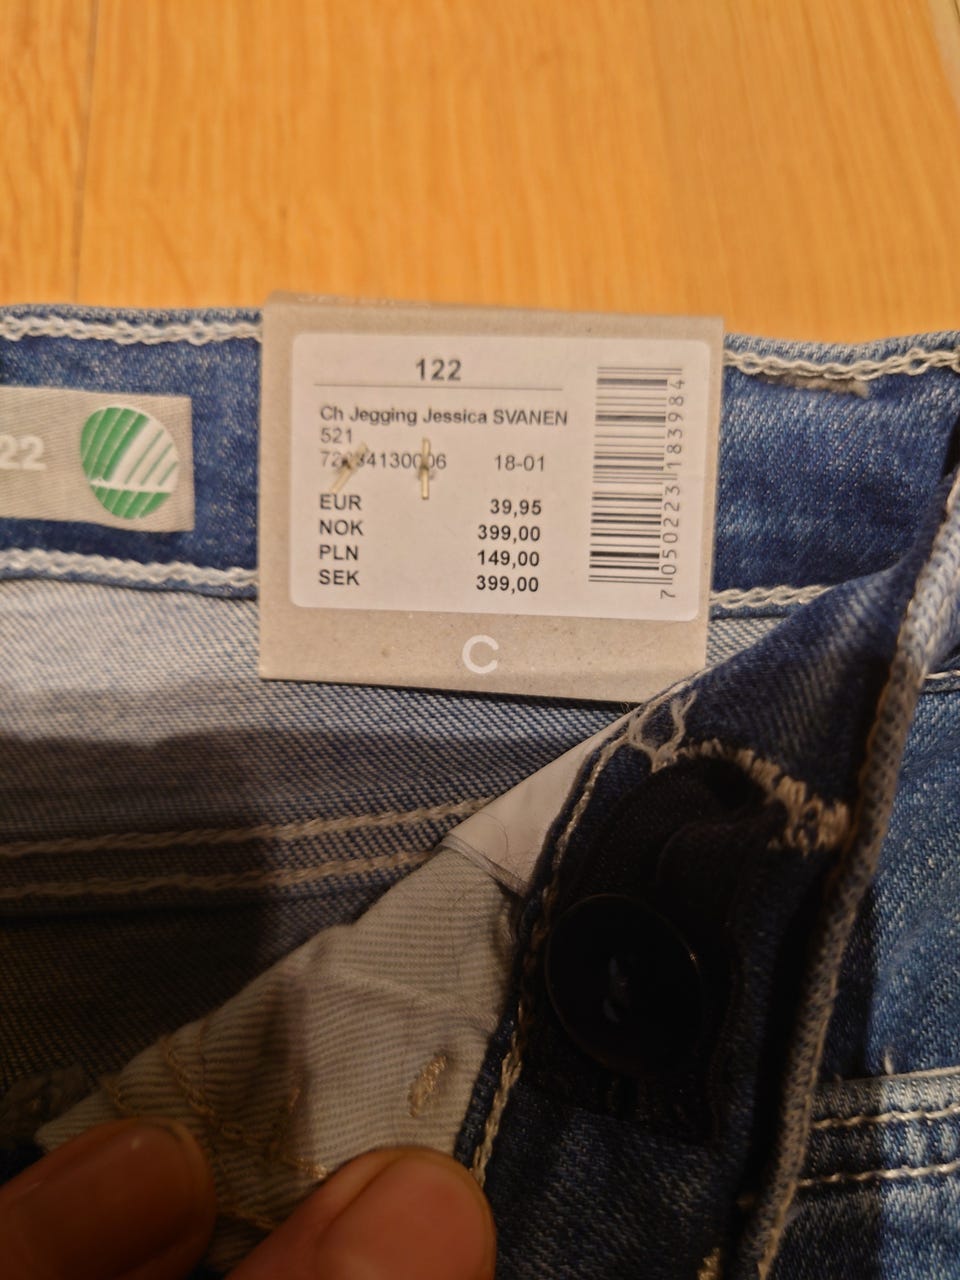 122
Ch Jegging Jessica SVANEN
521
18-01
EUR 39,95
NOK 399,00
PLN 149,00
SEK 399,00
7 050223 183984
C
22